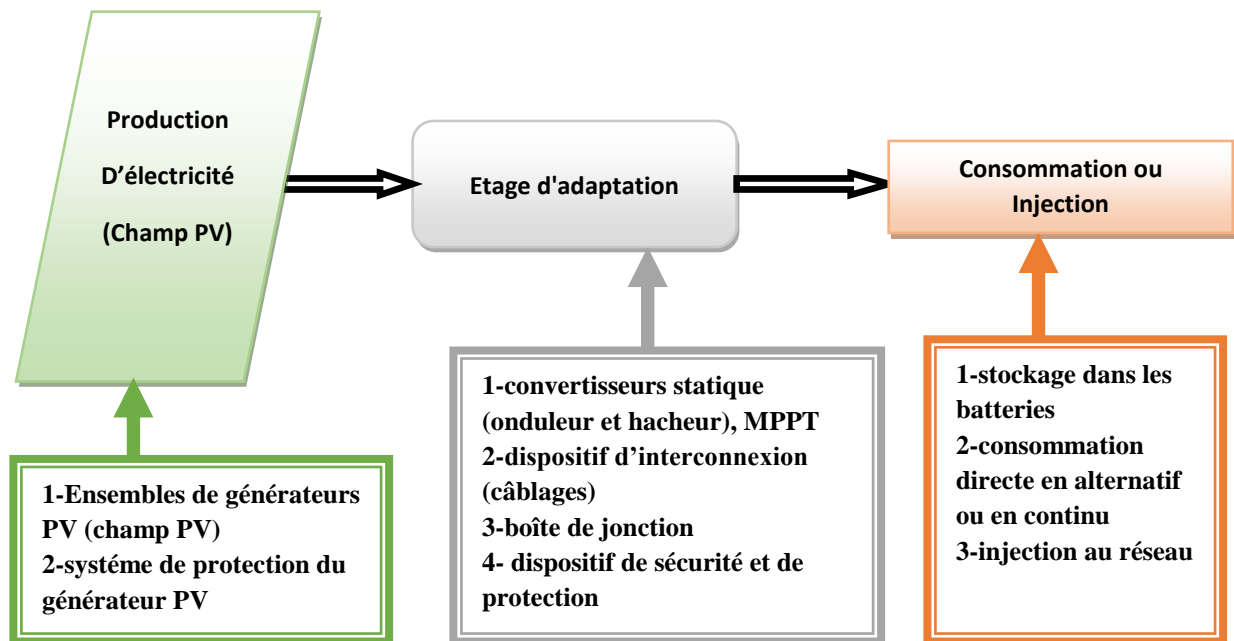 Production
D’électricité
(Champ PV)
Etage d'adaptation
Consommation ou
Injection
1-Ensembles de générateurs
PV (champ PV)
2-systéme de protection du
générateur PV
1-convertisseurs statique
(onduleur et hacheur), MPPT
2-dispositif d’interconnexion
(câblages)
3-boîte de jonction
4- dispositif de sécurité et de
protection
1-stockage dans les
batteries
2-consommation
directe en alternatif
ou en continu
3-injection au réseau